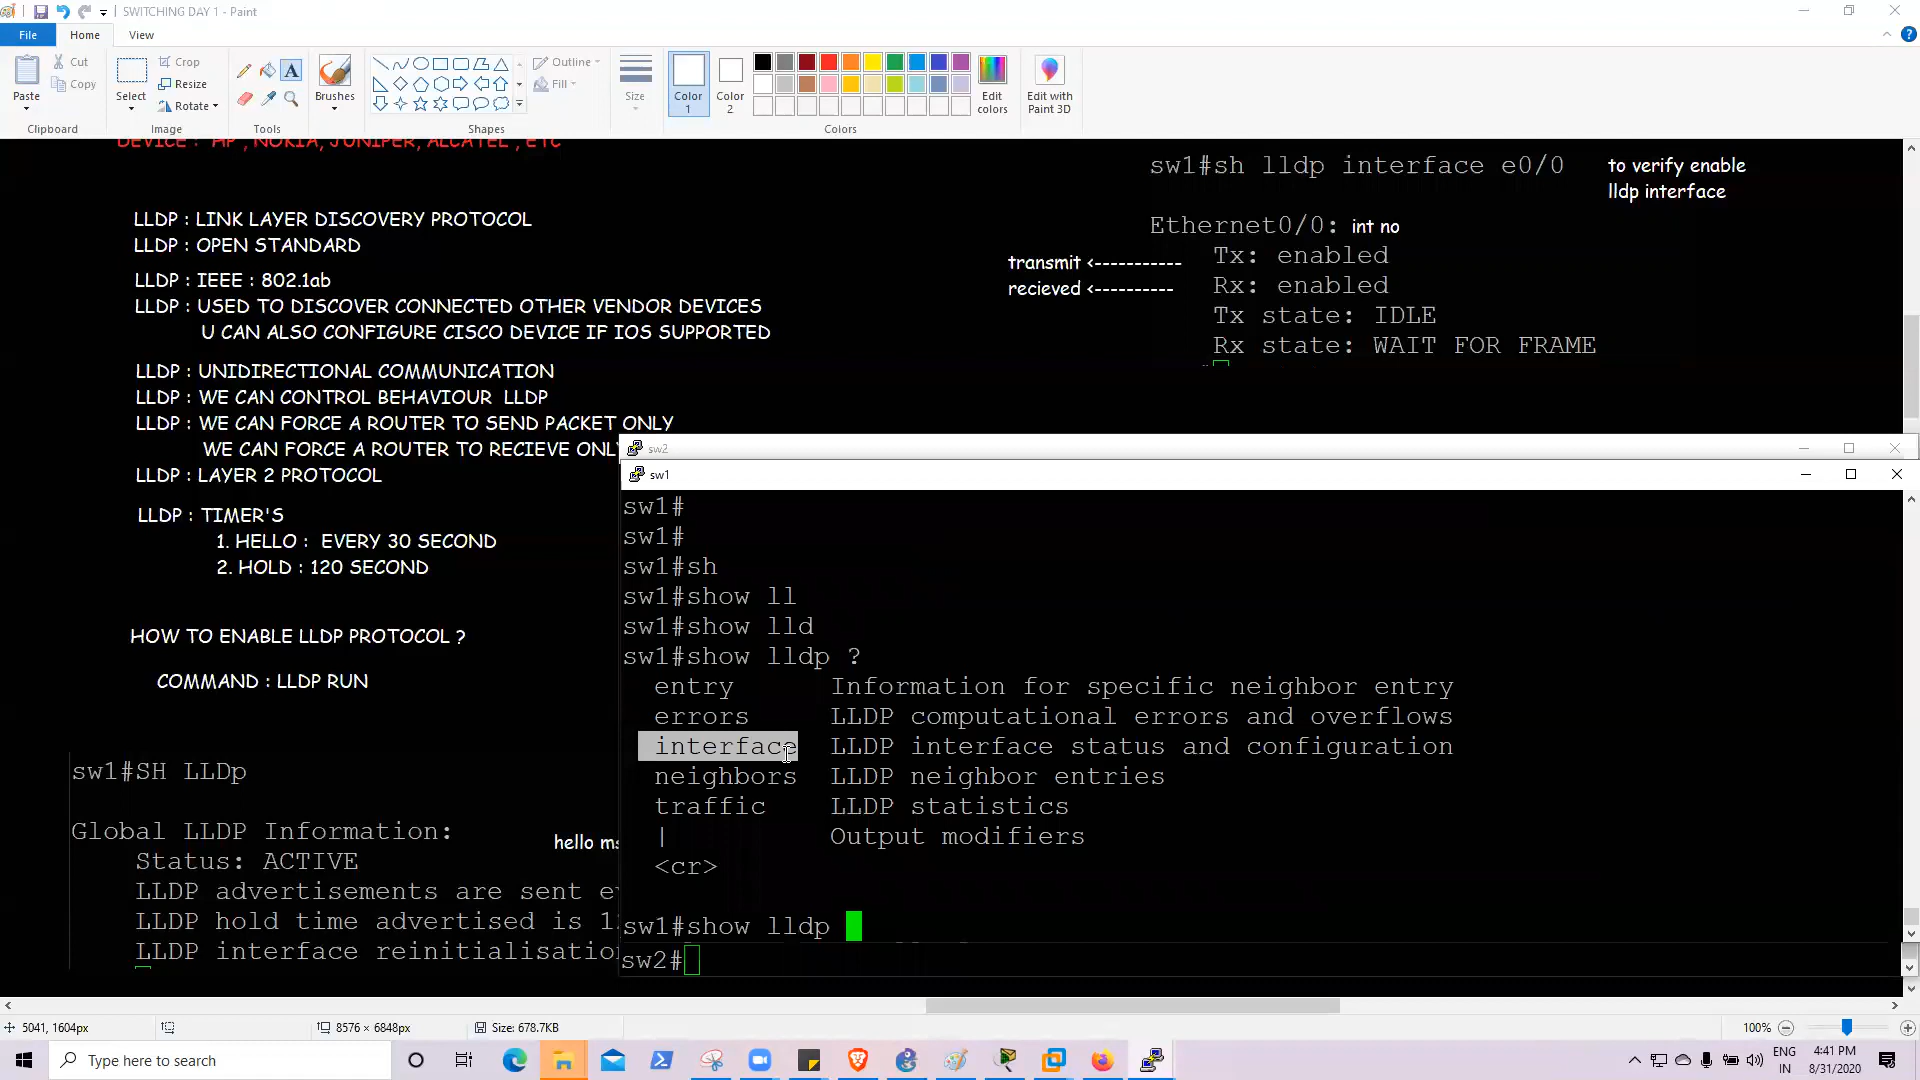 SWITCHING DAY 1 - Paint
File
Home
View
Paste
Cut
Copy
Clipboard
Select
Crop
Resize
Rotate
Image
A
Tools
Brushes
Shapes
Outline
Fill
Size
Color 1
Color 2
Edit colors
Edit with Paint 3D
Colors
DEVICE : HP , NOKIA, JUNIPER, ALCATEL , ETC
LLDP : LINK LAYER DISCOVERY PROTOCOL
LLDP : OPEN STANDARD
LLDP : IEEE : 802.1ab
LLDP : USED TO DISCOVER CONNECTED OTHER VENDOR DEVICES
U CAN ALSO CONFIGURE CISCO DEVICE IF IOS SUPPORTED
LLDP : UNIDIRECTIONAL COMMUNICATION
LLDP : WE CAN CONTROL BEHAVIOUR LLDP
LLDP : WE CAN FORCE A ROUTER TO SEND PACKET ONLY
WE CAN FORCE A ROUTER TO RECIEVE ONL
LLDP : LAYER 2 PROTOCOL
LLDP : TIMER'S
1. HELLO : EVERY 30 SECOND
2. HOLD : 120 SECOND
HOW TO ENABLE LLDP PROTOCOL ?
COMMAND : LLDP RUN
sw1#SH LLDp
Global LLDP Information:
Status: ACTIVE
LLDP advertisements are sent e
LLDP hold time advertised is 1
LLDP interface reinitialisatio
hello ms
sw1#sh lldp interface e0/0
to verify enable
lldp interface
Ethernet0/0: int no
transmit <----------- Tx: enabled
recieved <---------- Rx: enabled
Tx state: IDLE
Rx state: WAIT FOR FRAME
sw2
sw1
sw1#
sw1#
sw1#sh
sw1#show ll
sw1#show lld
sw1#show lldp ?
entry Information for specific neighbor entry
errors LLDP computational errors and overflows
interface LLDP interface status and configuration
neighbors LLDP neighbor entries
traffic LLDP statistics
| Output modifiers
<cr>
sw1#show lldp
sw2#
5041, 1604px
8576 × 6848px
Size: 678.7KB
100%
Type here to search
ENG
IN
4:41 PM
8/31/2020